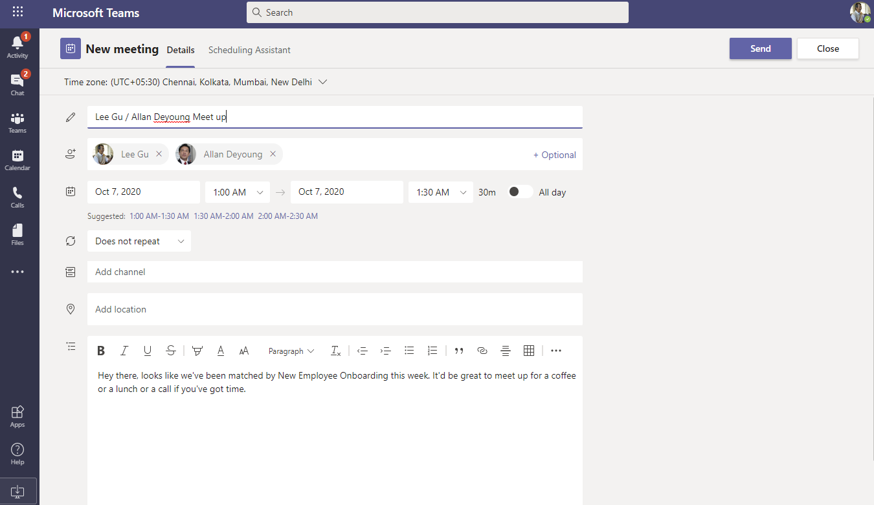 Microsoft Teams
Search
Activity 1
Chat 2
Teams
Calendar
Calls
Files
Apps
Help
New meeting Details Scheduling Assistant Send Close
Time zone: (UTC+05:30) Chennai, Kolkata, Mumbai, New Delhi
Lee Gu / Allan Deyoung Meet up
Lee Gu × Allan Deyoung × + Optional
Oct 7, 2020 1:00 AM → Oct 7, 2020 1:30 AM 30m All day
Suggested: 1:00 AM-1:30 AM 1:30 AM-2:00 AM 2:00 AM-2:30 AM
Does not repeat
Add channel
Add location
B I U S A AA Paragraph Tx
Hey there, looks like we've been matched by New Employee Onboarding this week. It'd be great to meet up for a coffee
or a lunch or a call if you've got time.